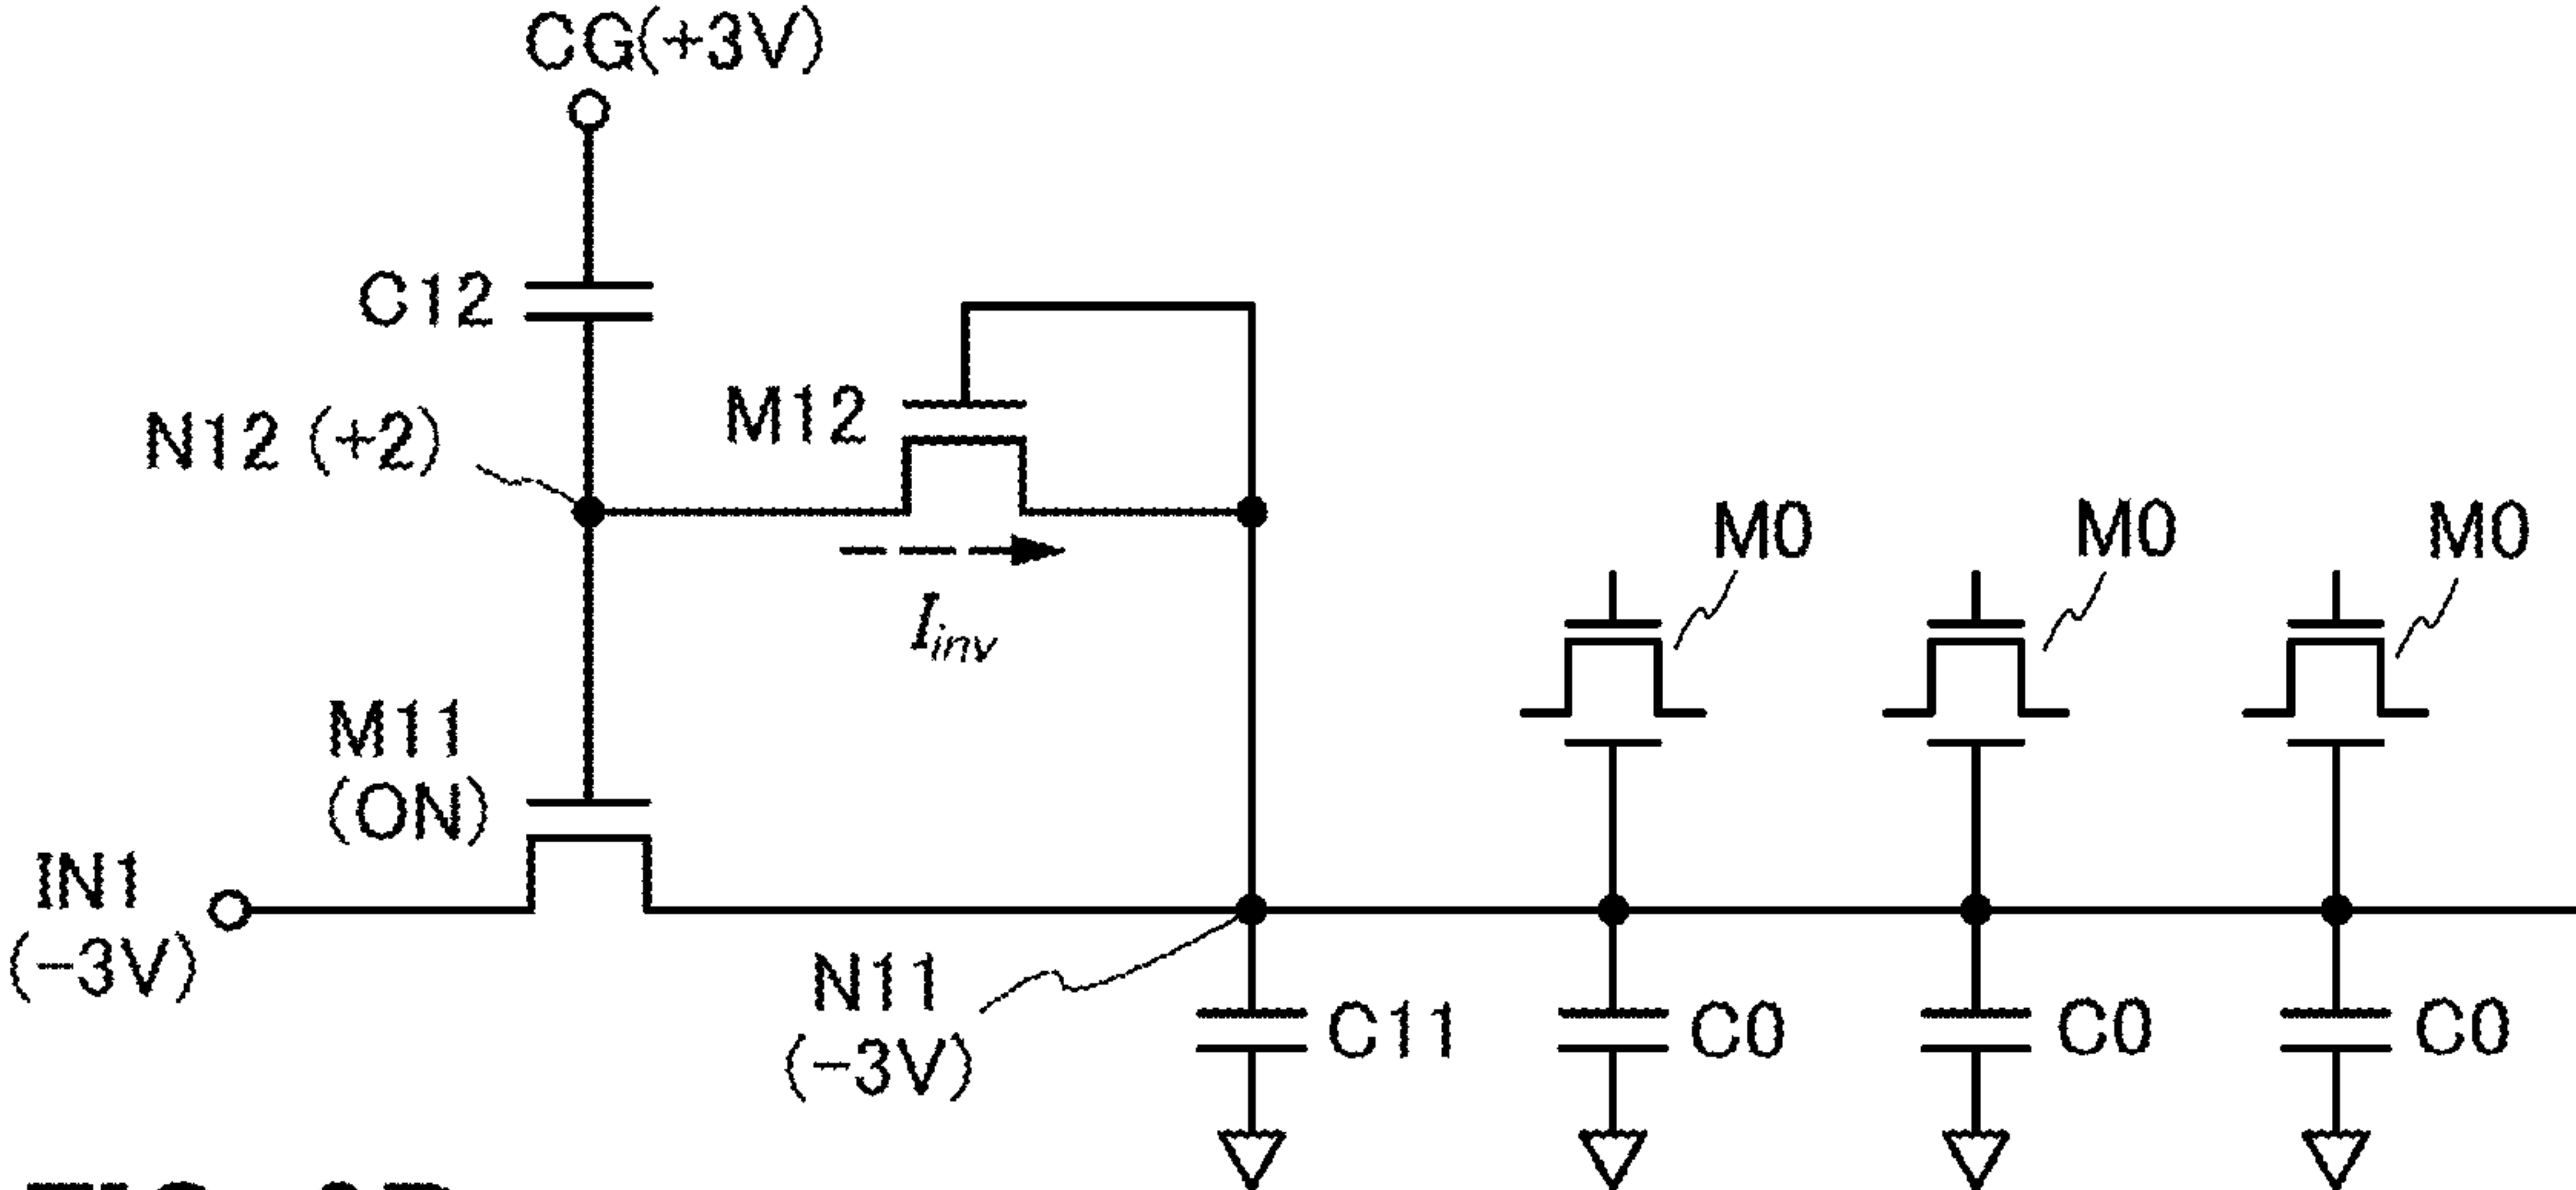 CG(+3V)
C12
M12
N12 (+2)
M0
M0
M0
I_inv
M11
(ON)
IN1
(-3V)
N11
(-3V)
C11
C0
C0
C0